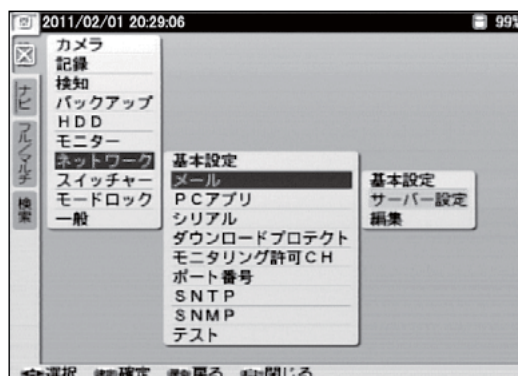 2011/02/01 20:29:06 99%
カメラ
記録
検知
バックアップ
HDD
モニター
ネットワーク
スイッチャー
モードロック
一般
ナビ
フル/マルチ
検索
基本設定
メール
PCアプリ
シリアル
ダウンロードプロテクト
モニタリング許可CH
ポート番号
SNTP
SNMP
テスト
基本設定
サーバー設定
編集
選択 確定 戻る 閉じる